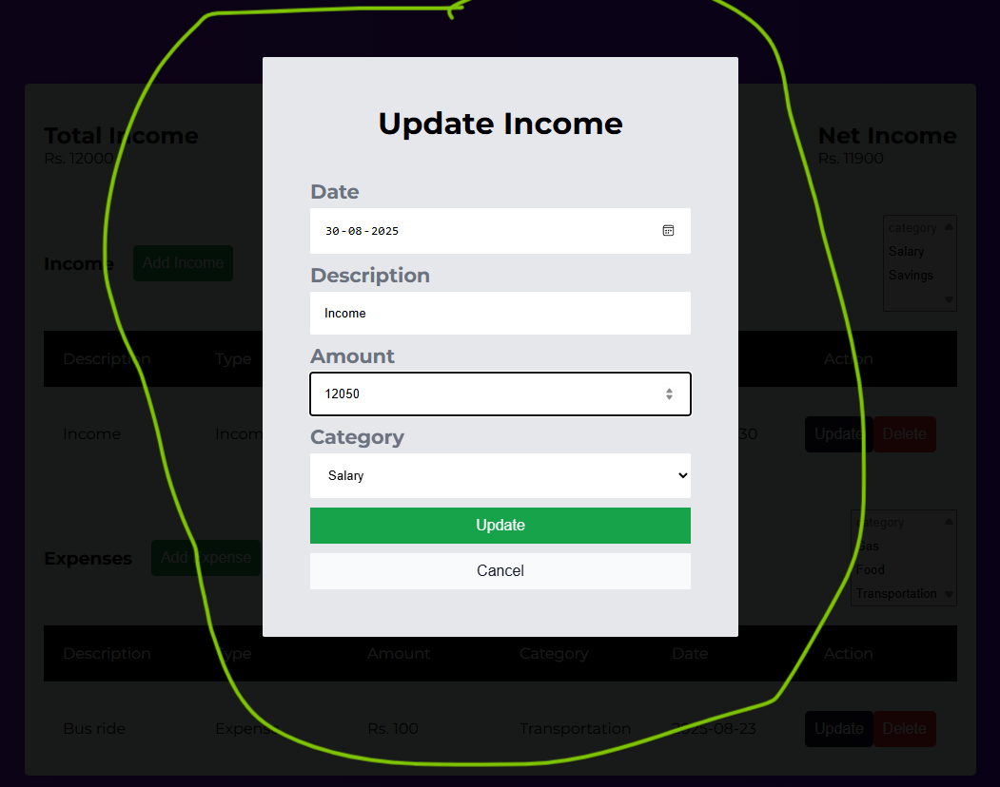 Update Income
Total Income Net Income
Rs. 12000 Rs. 11900
Date
30-08-2025
category
Income Add Income Salary
Savings
Description
Income
Amount
Description Type Action
12050
Income Incom 30 Update Delete
Category
Salary
Update
category
Gas
Expenses Add Expense Food
Cancel
Transportation
Description Type Amount Category Date Action
Bus ride Expense Rs. 100 Transportation 2025-08-23 Update Delete